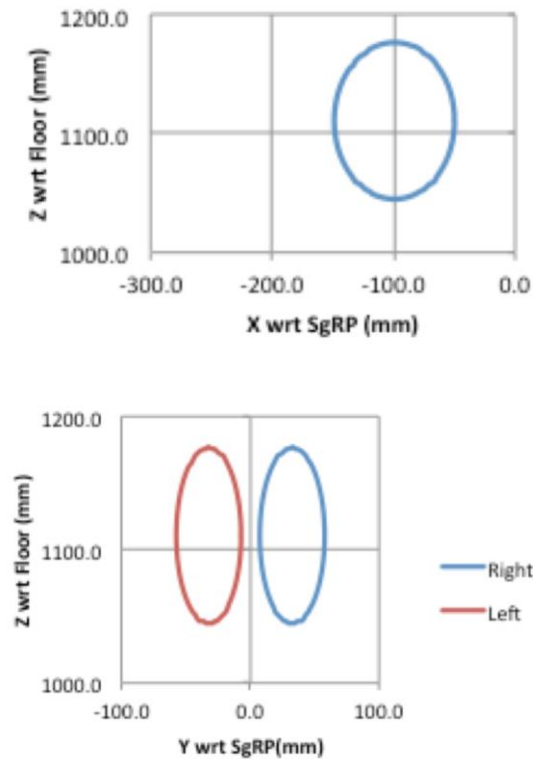 1200.0
Z wrt Floor (mm)
1100.0
1000.0
-300.0 -200.0 -100.0 0.0
X wrt SgRP (mm)
1200.0
Z wrt Floor (mm)
1100.0
1000.0
-100.0 0.0 100.0
Y wrt SgRP(mm)
Right
Left